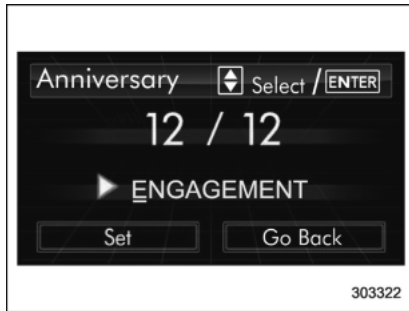 Anniversary Select / ENTER
12 / 12
ENGAGEMENT
Set Go Back
303322